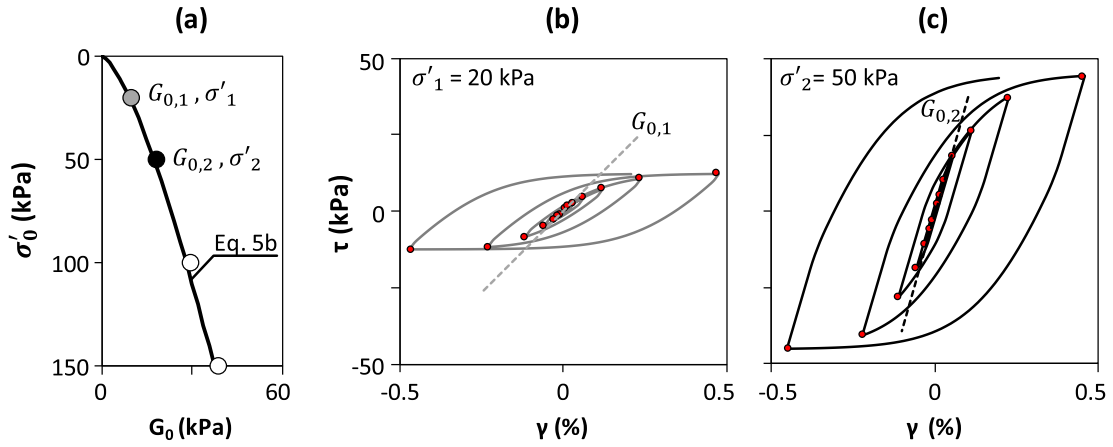 (a)
(b)
(c)
0
50
100
150
σ′₀ (kPa)
G₀,₁ , σ′₁
G₀,₂ , σ′₂
Eq. 5b
0
60
G₀ (kPa)
50
0
-50
τ (kPa)
σ′₁ = 20 kPa
G₀,₁
-0.5
0
0.5
γ (%)
σ′₂= 50 kPa
G₀,₂
-0.5
0
0.5
γ (%)